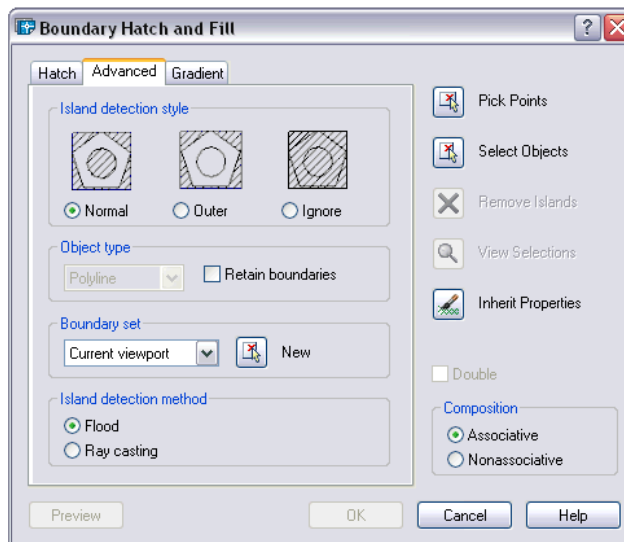 Boundary Hatch and Fill
Hatch Advanced Gradient
Island detection style
Normal Outer Ignore
Object type
Polyline Retain boundaries
Boundary set
Current viewport New
Island detection method
Flood
Ray casting
Pick Points
Select Objects
Remove Islands
View Selections
Inherit Properties
Double
Composition
Associative
Nonassociative
Preview OK Cancel Help